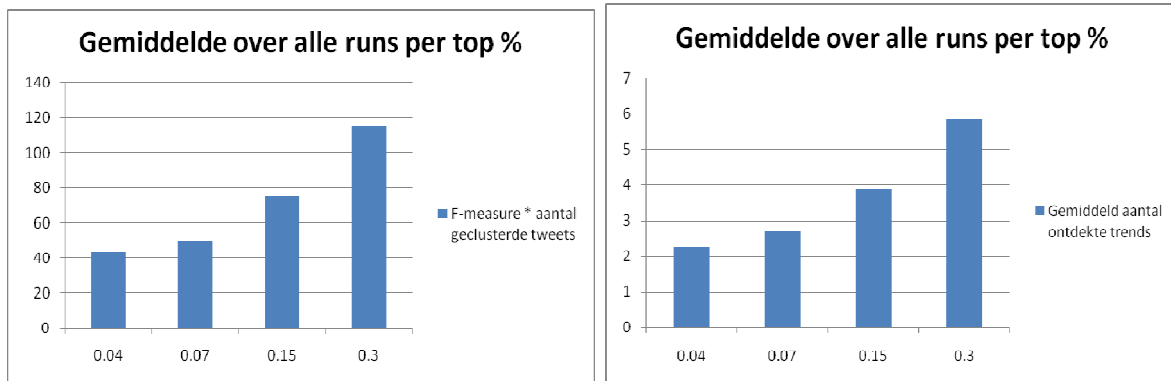 Gemiddelde over alle runs per top %
140
120
100
80
60
40
20
0
0.04 0.07 0.15 0.3
F-measure * aantal
geclusterde tweets
Gemiddelde over alle runs per top %
7
6
5
4
3
2
1
0
0.04 0.07 0.15 0.3
Gemiddeld aantal
ontdekte trends